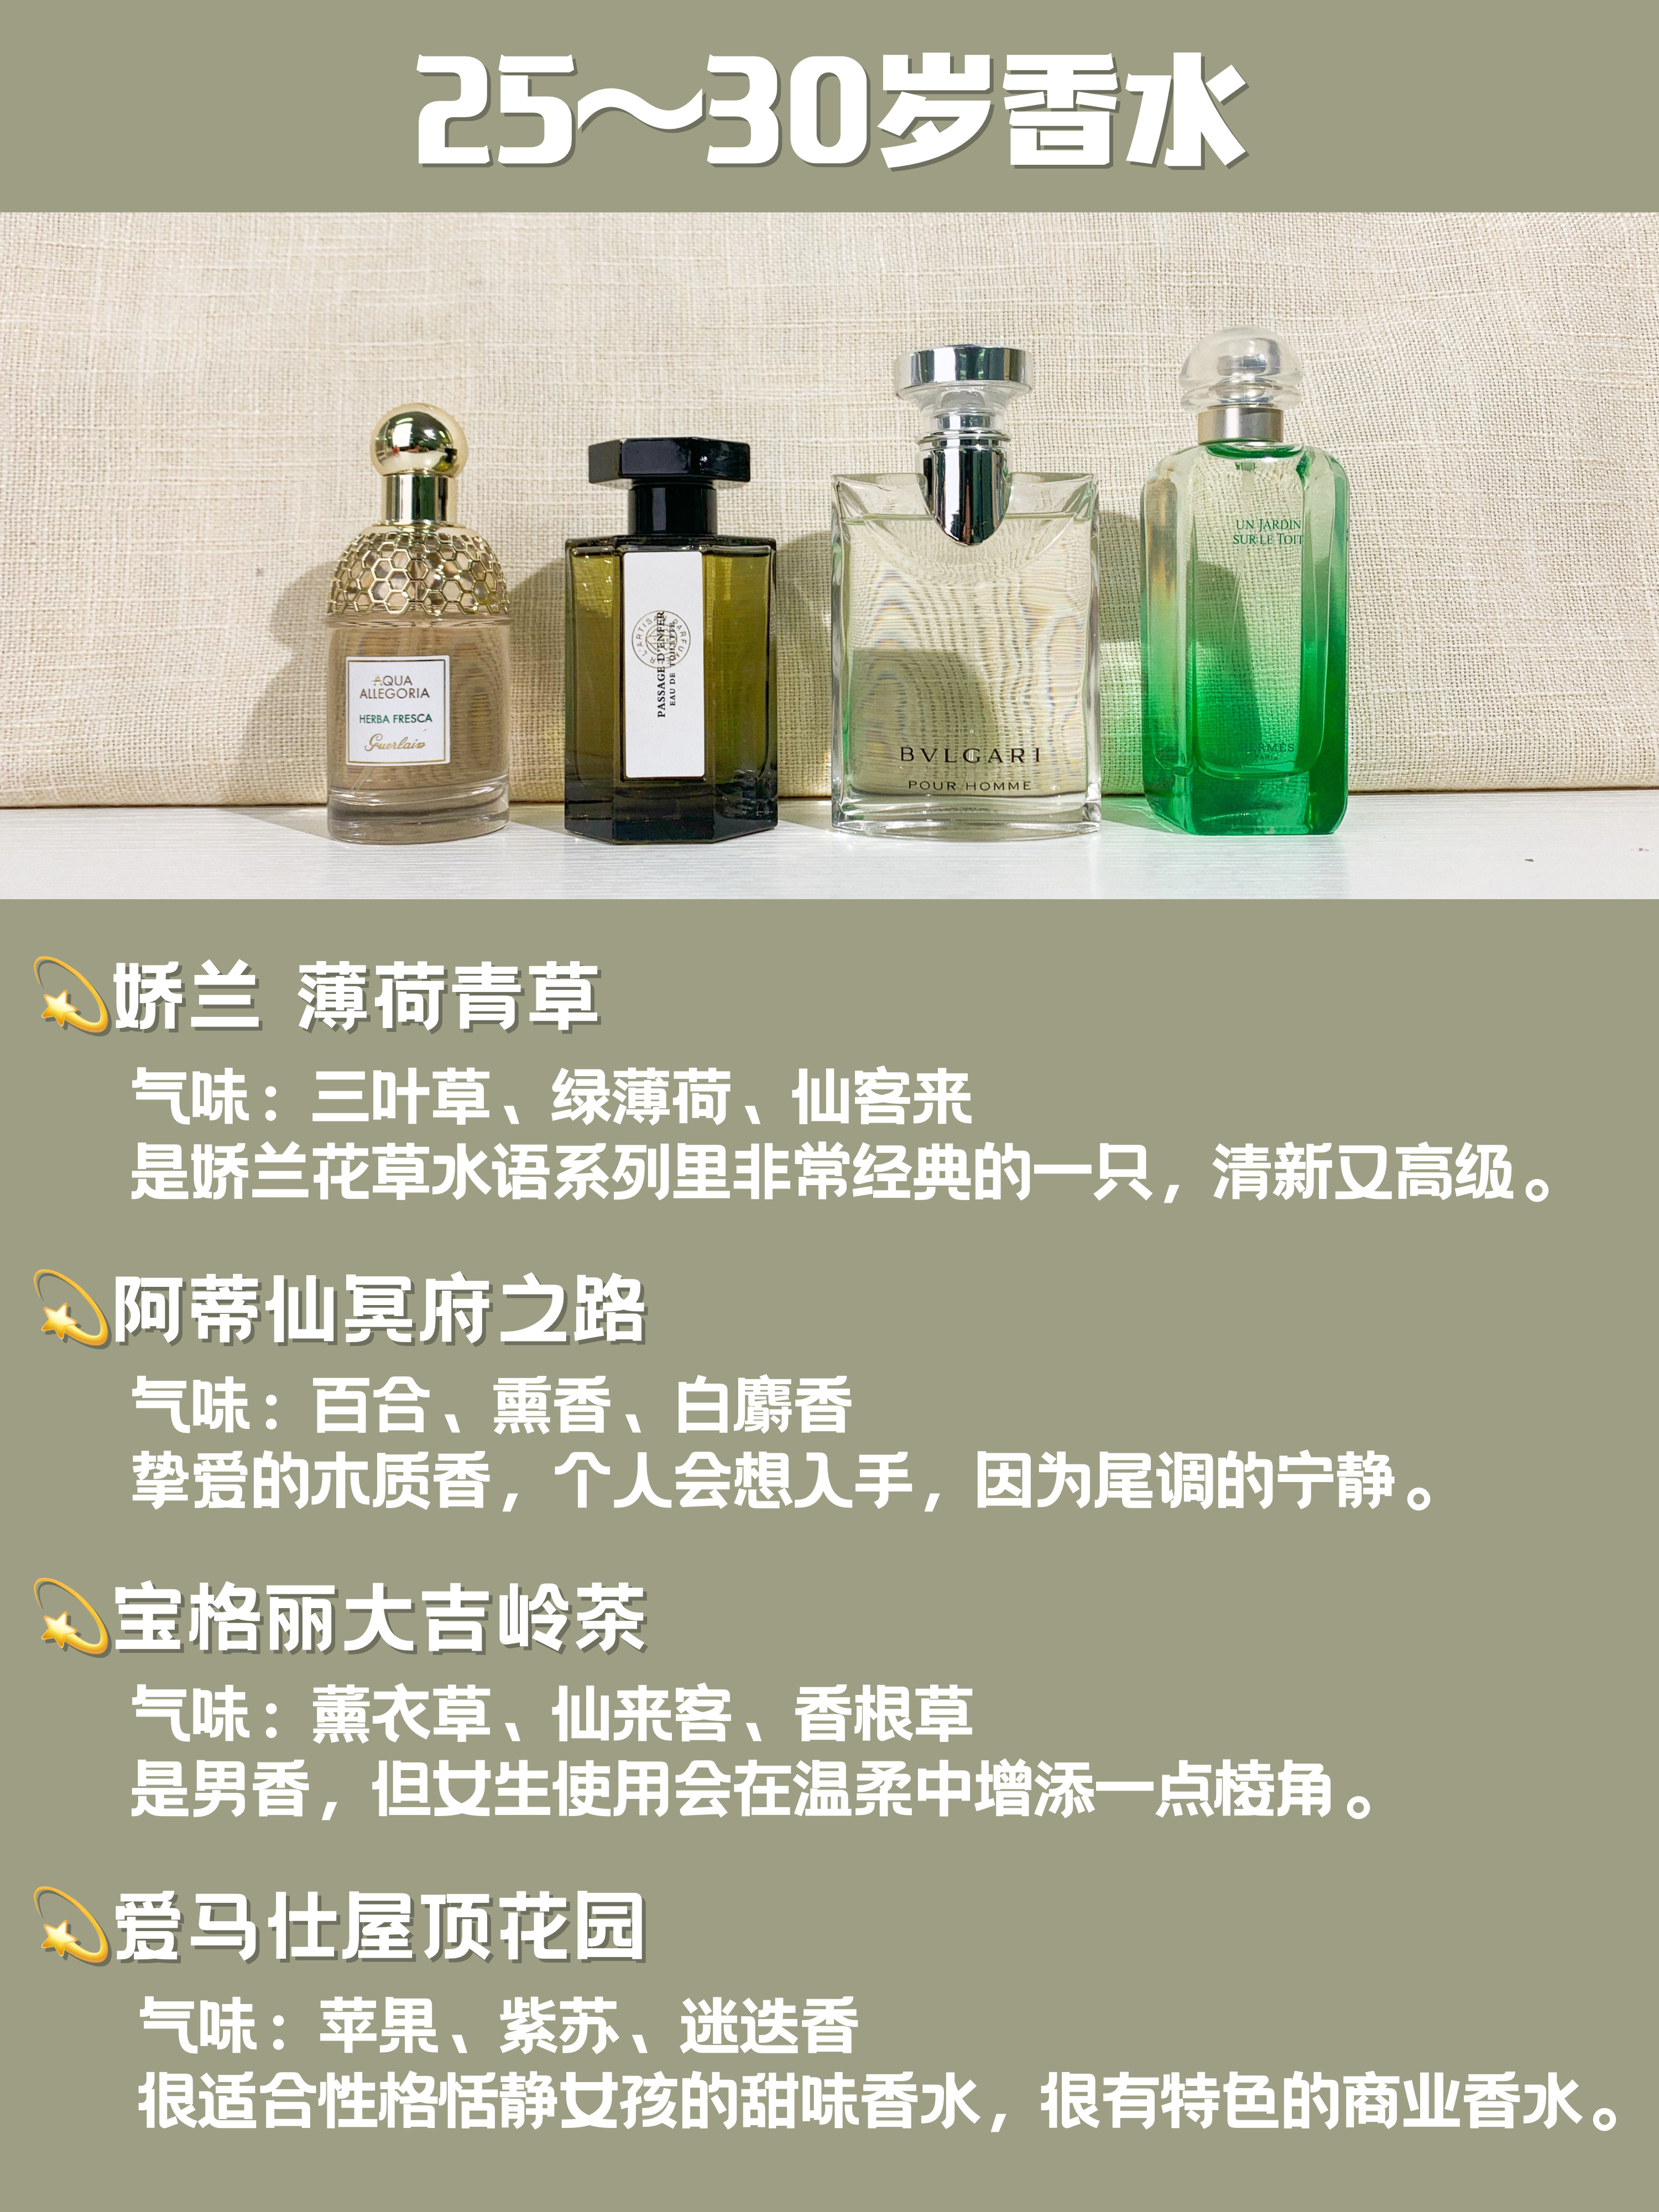 25～30岁香水
AQUA
ALLEGORIA
HERBA FRESCA
Guerlain
PASSAGE D'ENFER
EAU DE TOILETTE
BVLGARI
POUR HOMME
UN JARDIN
SUR LE TOIT
HERMÈS
PARIS
娇兰 薄荷青草
气味：三叶草、绿薄荷、仙客来
是娇兰花草水语系列里非常经典的一只，清新又高级。
阿蒂仙冥府之路
气味：百合、熏香、白麝香
挚爱的木质香，个人会想入手，因为尾调的宁静。
宝格丽大吉岭茶
气味：薰衣草、仙来客、香根草
是男香，但女生使用会在温柔中增添一点棱角。
爱马仕屋顶花园
气味：苹果、紫苏、迷迭香
很适合性格恬静女孩的甜味香水，很有特色的商业香水。